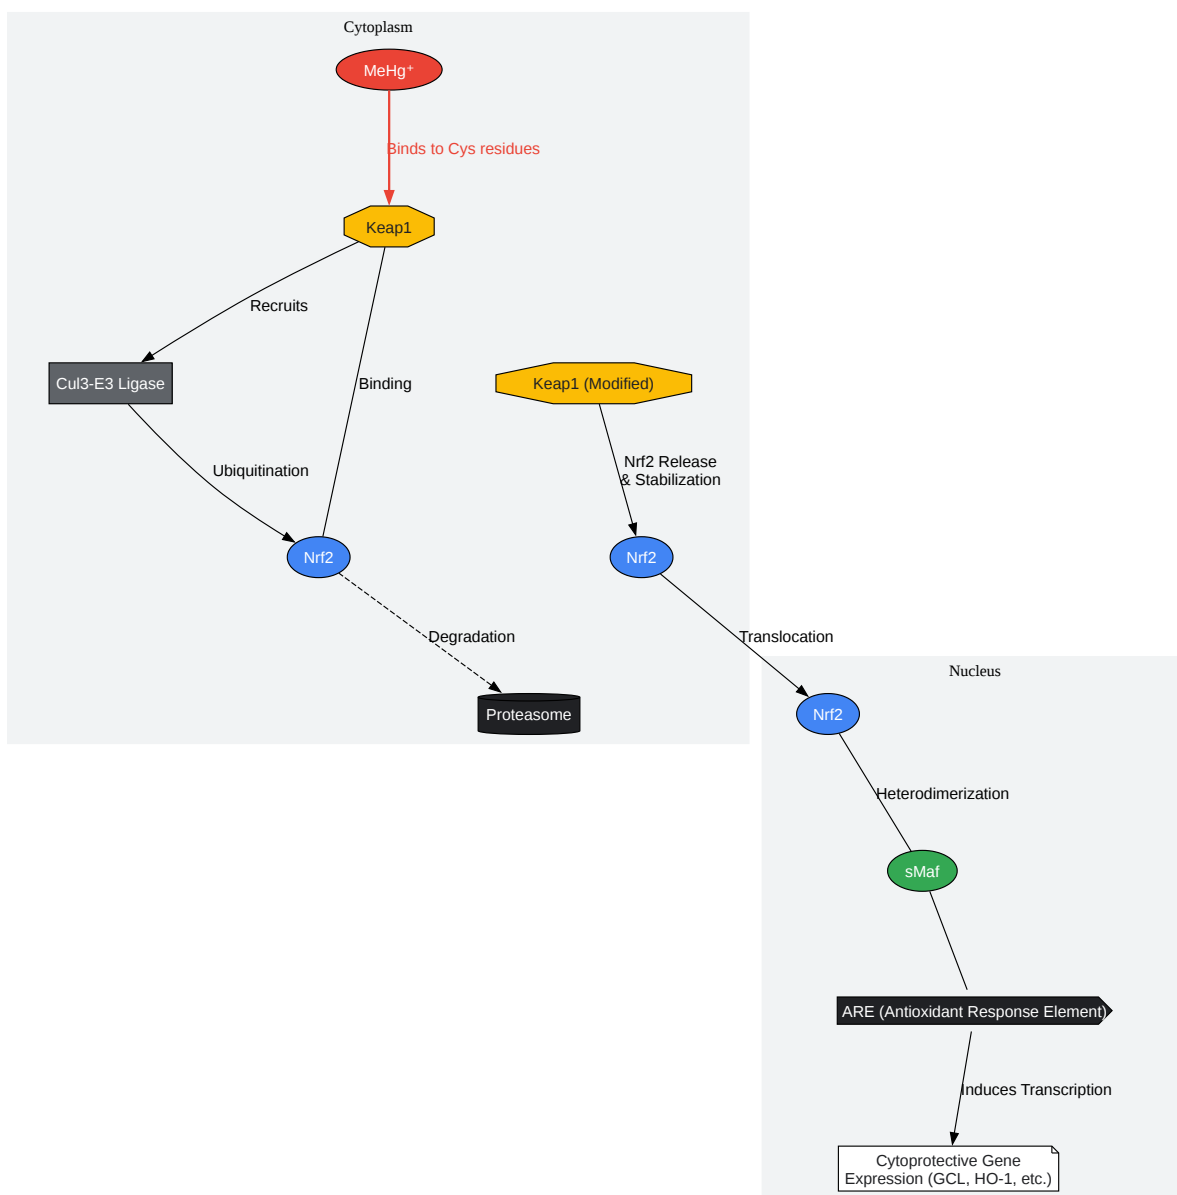 Cytoplasm
MeHg⁺
Binds to Cys residues
Keap1
Recruits
Cul3-E3 Ligase
Binding
Keap1 (Modified)
Ubiquitination
Nrf2 Release
& Stabilization
Nrf2
Nrf2
Degradation
Translocation
Proteasome
Nucleus
Nrf2
Heterodimerization
sMaf
ARE (Antioxidant Response Element)
Induces Transcription
Cytoprotective Gene
Expression (GCL, HO-1, etc.)